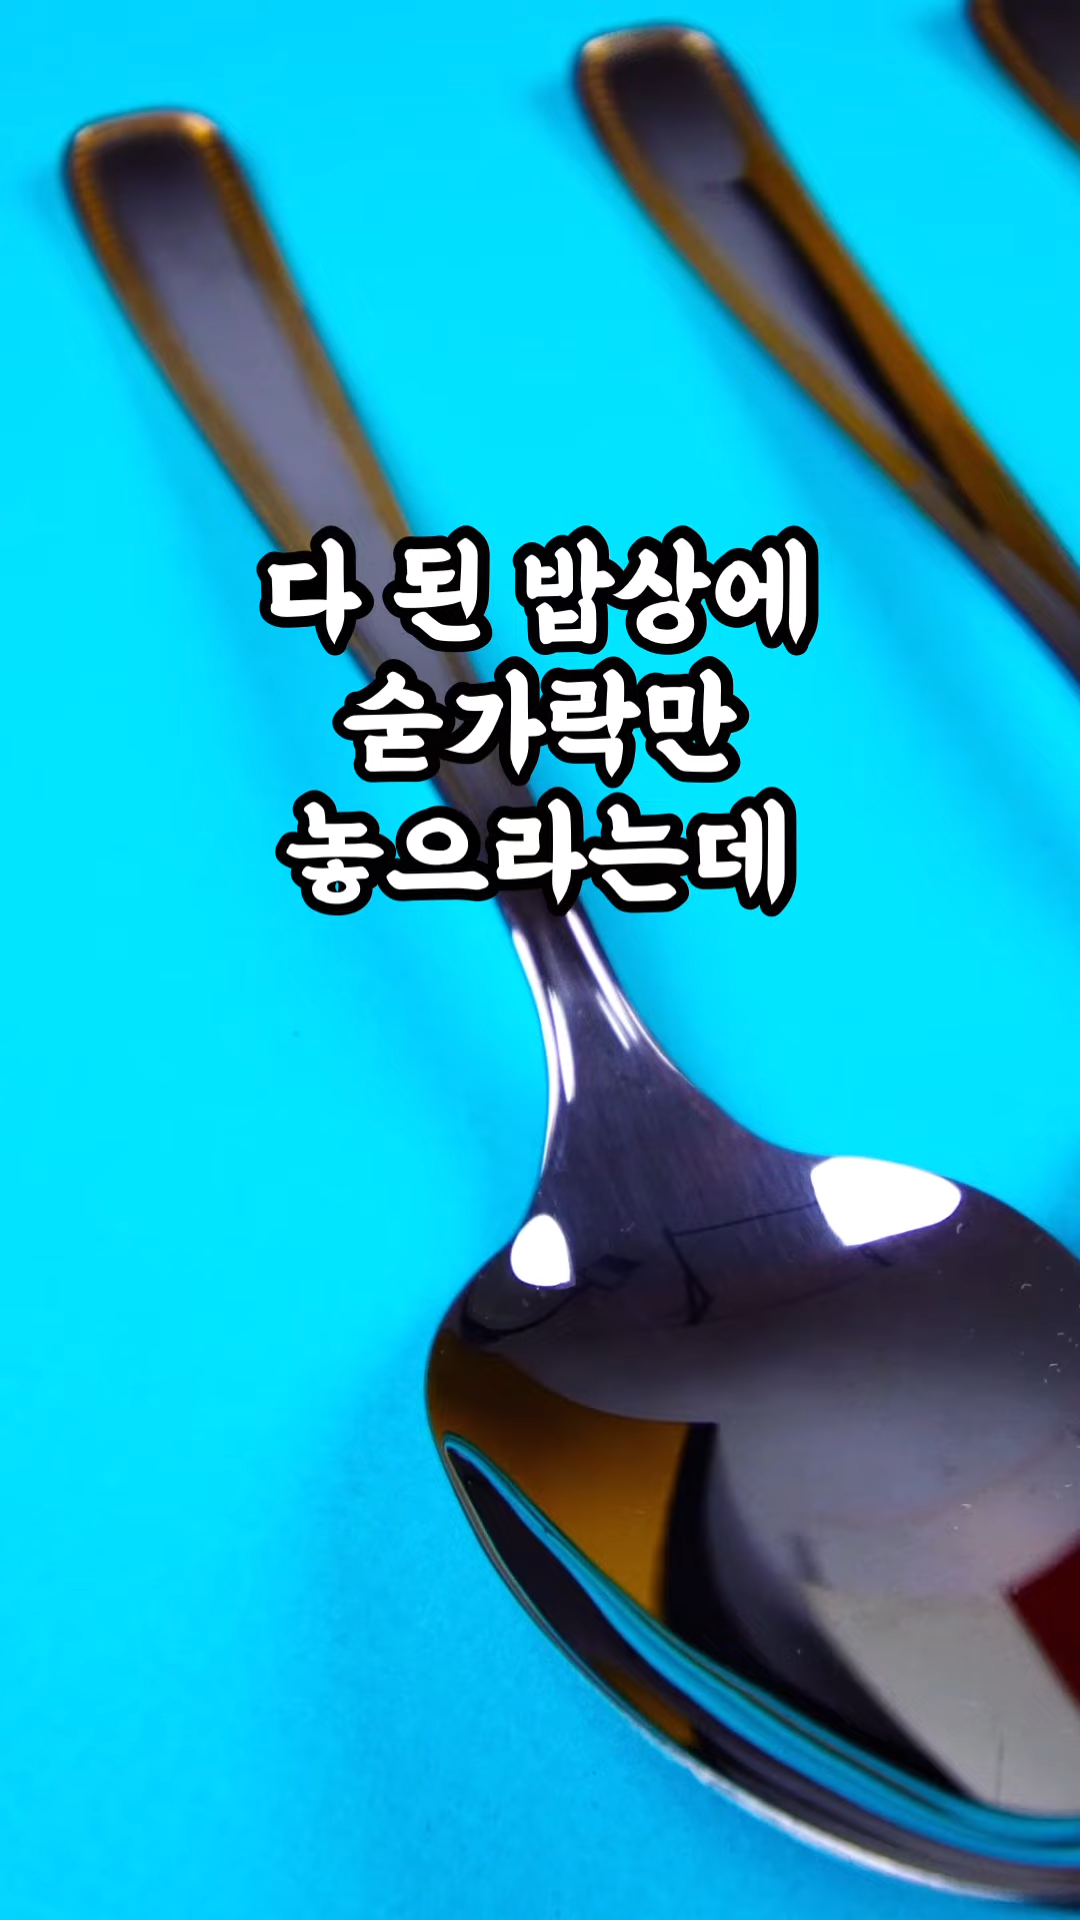 다 된 밥상에
숟가락만
놓으라는데